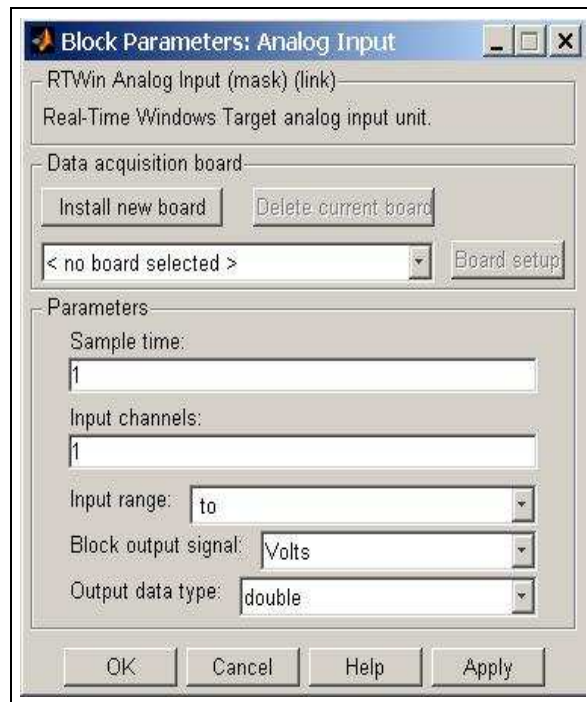 Block Parameters: Analog Input
RTWin Analog Input (mask) (link)
Real-Time Windows Target analog input unit.
Data acquisition board
Install new board Delete current board
< no board selected > Board setup
Parameters
Sample time:
1
Input channels:
1
Input range: to
Block output signal: Volts
Output data type: double
OK Cancel Help Apply